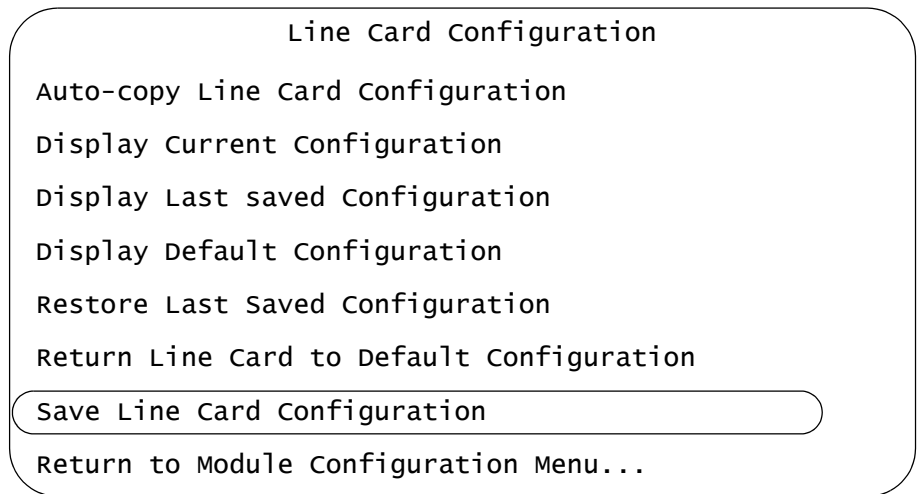 Line Card Configuration
Auto-copy Line Card Configuration
Display Current Configuration
Display Last saved Configuration
Display Default Configuration
Restore Last Saved Configuration
Return Line Card to Default Configuration
Save Line Card Configuration
Return to Module Configuration Menu...